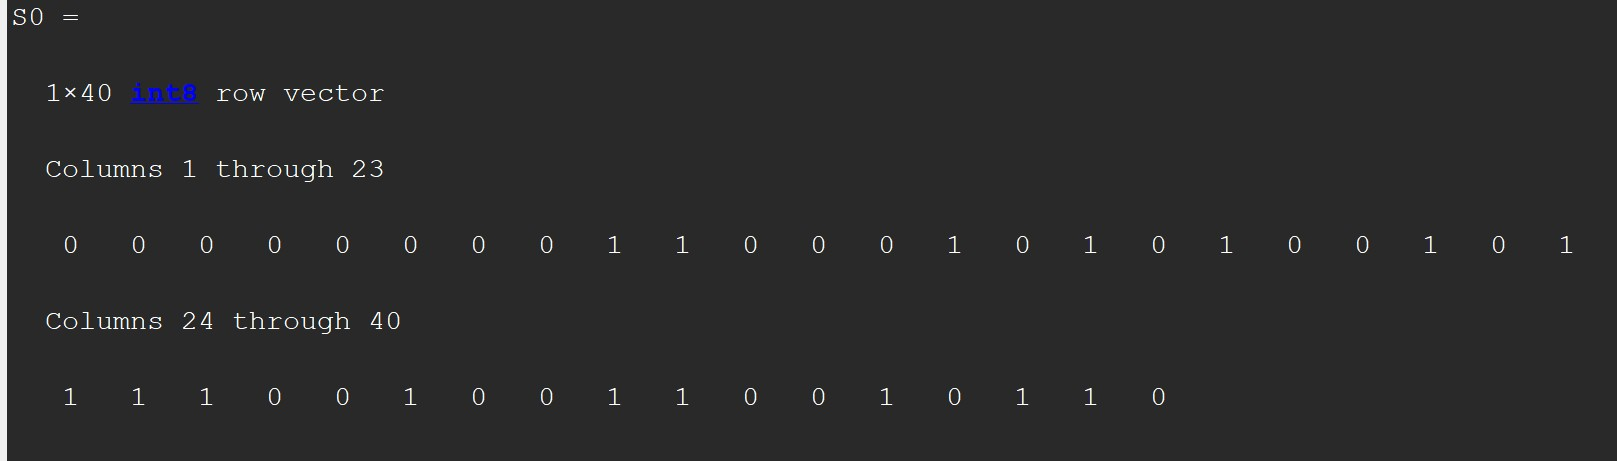 S0 =
1×40 int8 row vector
Columns 1 through 23
0 0 0 0 0 0 0 0 1 1 0 0 0 1 0 1 0 1 0 0 1 0 1
Columns 24 through 40
1 1 1 0 0 1 0 0 1 1 0 0 1 0 1 1 0